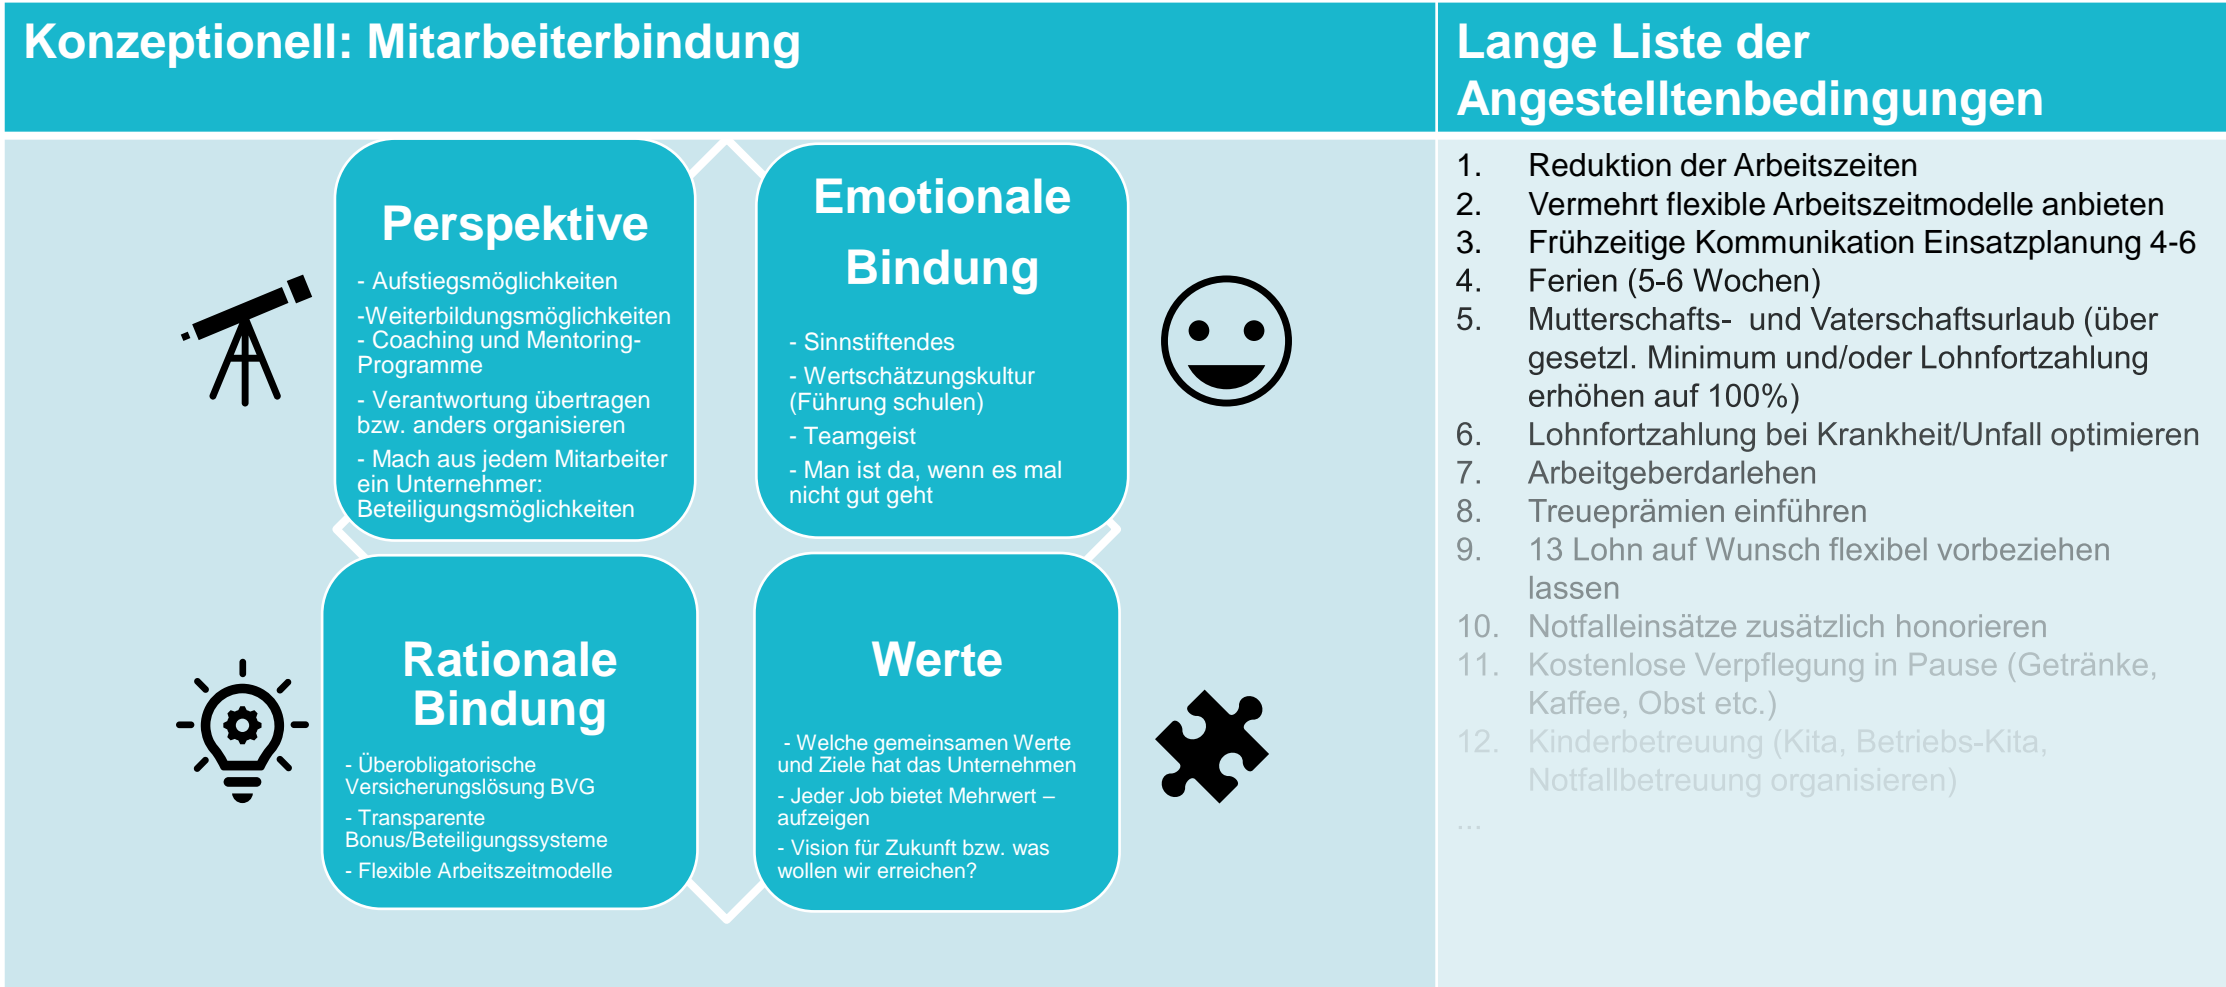 Konzeptionell: Mitarbeiterbindung
Perspektive
- Aufstiegsmöglichkeiten
-Weiterbildungsmöglichkeiten
- Coaching und Mentoring-
Programme
- Verantwortung übertragen
bzw. anders organisieren
- Mach aus jedem Mitarbeiter
ein Unternehmer:
Beteiligungsmöglichkeiten
Emotionale
Bindung
- Sinnstiftendes
- Wertschätzungskultur
(Führung schulen)
- Teamgeist
- Man ist da, wenn es mal
nicht gut geht
Rationale
Bindung
- Überobligatorische
Versicherungslösung BVG
- Transparente
Bonus/Beteiligungssysteme
- Flexible Arbeitszeitmodelle
Werte
- Welche gemeinsamen Werte
und Ziele hat das Unternehmen
- Jeder Job bietet Mehrwert –
aufzeigen
- Vision für Zukunft bzw. was
wollen wir erreichen?
Lange Liste der
Angestelltenbedingungen
1. Reduktion der Arbeitszeiten
2. Vermehrt flexible Arbeitszeitmodelle anbieten
3. Frühzeitige Kommunikation Einsatzplanung 4-6
4. Ferien (5-6 Wochen)
5. Mutterschafts- und Vaterschaftsurlaub (über
gesetzl. Minimum und/oder Lohnfortzahlung
erhöhen auf 100%)
6. Lohnfortzahlung bei Krankheit/Unfall optimieren
7. Arbeitgeberdarlehen
8. Treueprämien einführen
9. 13 Lohn auf Wunsch flexibel vorbeziehen
lassen
10. Notfalleinsätze zusätzlich honorieren
11. Kostenlose Verpflegung in Pause (Getränke,
Kaffee, Obst etc.)
12. Kinderbetreuung (Kita, Betriebs-Kita,
Notfallbetreuung organisieren)
...